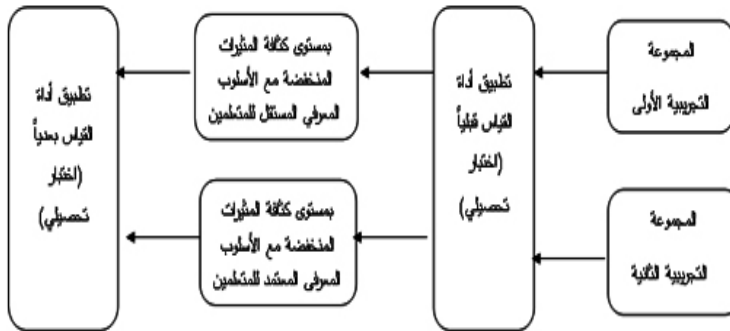 المجموعة
التجريبية الأولى
المجموعة
التجريبية الثانية
تطبيق أداة
القياس قبلياً
(اختبار
تحصيلي)
بمستوى كثافة المثيرات
المنخفضة مع الأسلوب
المعرفي المستقل للمتعلمين
بمستوى كثافة المثيرات
المنخفضة مع الأسلوب
المعرفي المعتمد للمتعلمين
تطبيق أداة
القياس بعدياً
(اختبار
تحصيلي)